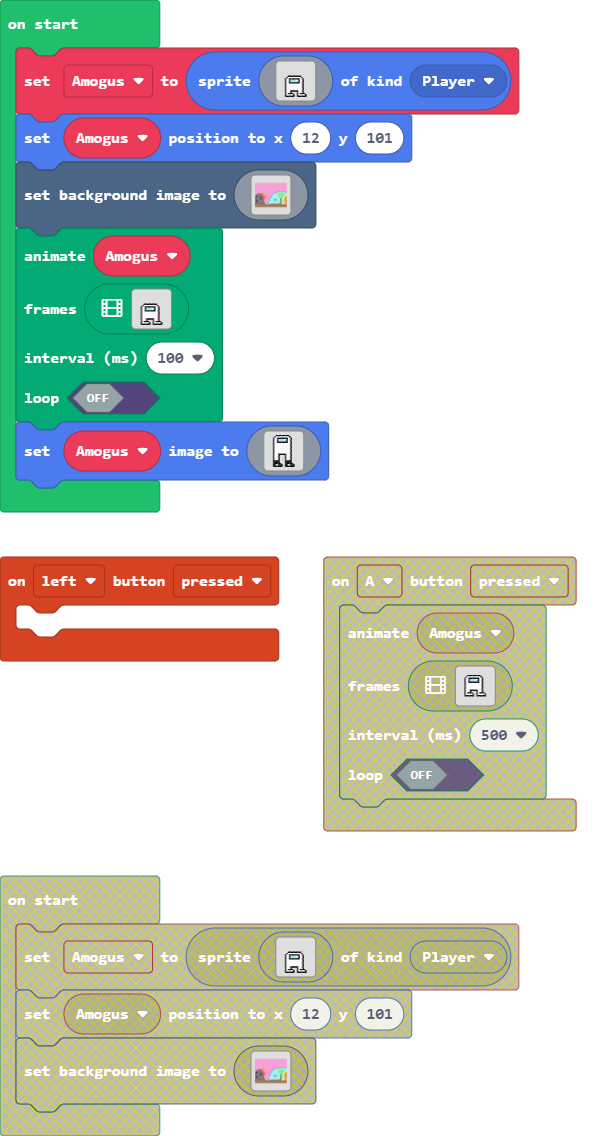 on start
set Amogus to sprite of kind Player
set Amogus position to x 12 y 101
set background image to
animate Amogus
frames
interval (ms) 100
loop OFF
set Amogus image to
on left button pressed
on A button pressed
animate Amogus
frames
interval (ms) 500
loop OFF
on start
set Amogus to sprite of kind Player
set Amogus position to x 12 y 101
set background image to